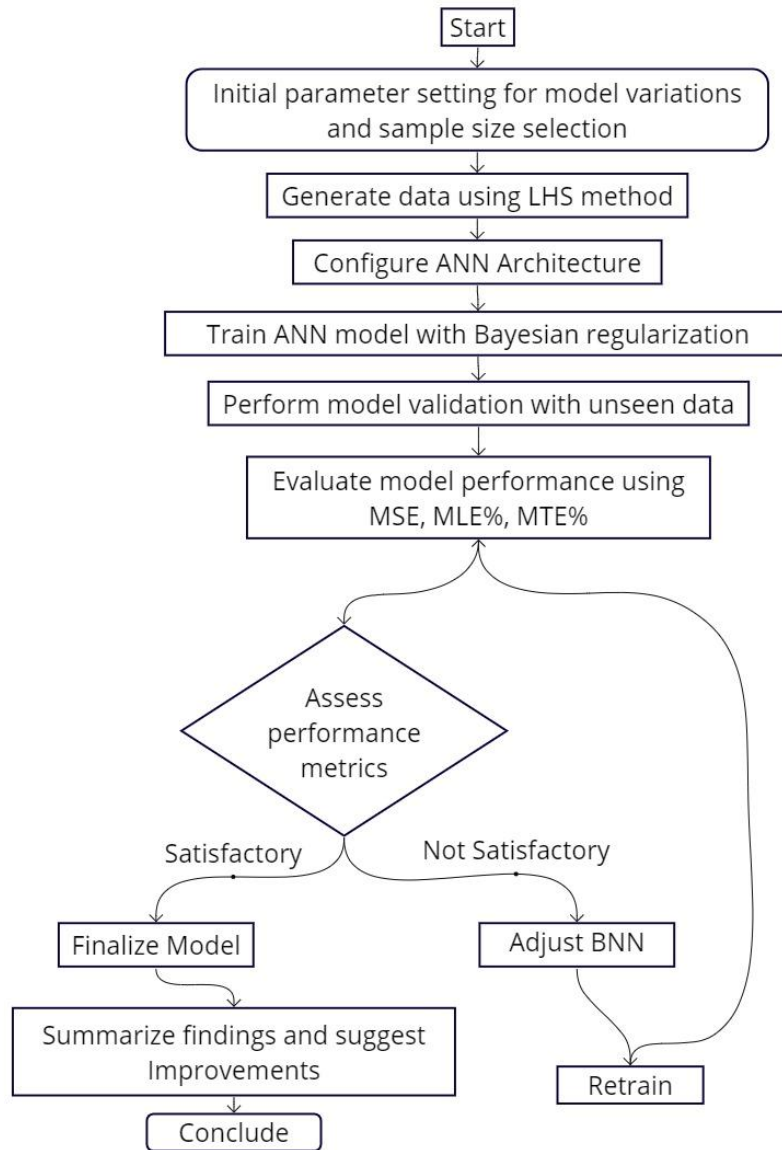 Start
Initial parameter setting for model variations
and sample size selection
Generate data using LHS method
Configure ANN Architecture
Train ANN model with Bayesian regularization
Perform model validation with unseen data
Evaluate model performance using
MSE, MLE%, MTE%
Assess
performance
metrics
Satisfactory
Not Satisfactory
Finalize Model
Adjust BNN
Summarize findings and suggest
Improvements
Retrain
Conclude